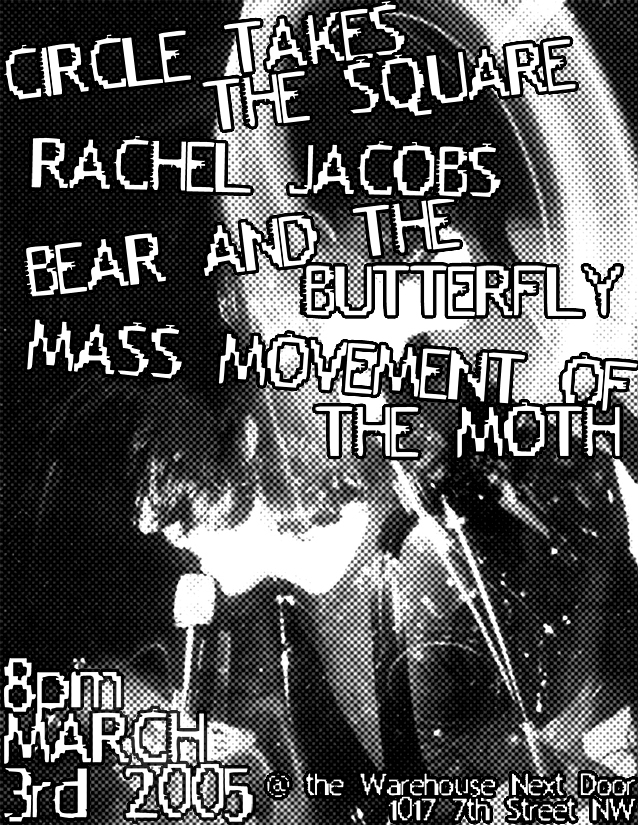 CIRCLE TAKES
THE SQUARE
RACHEL JACOBS
BEAR AND THE
BUTTERFLY
MASS MOVEMENT OF
THE MOTH
8pm
MARCH
3rd 2005
@ the Warehouse Next Door
1017 7th Street NW